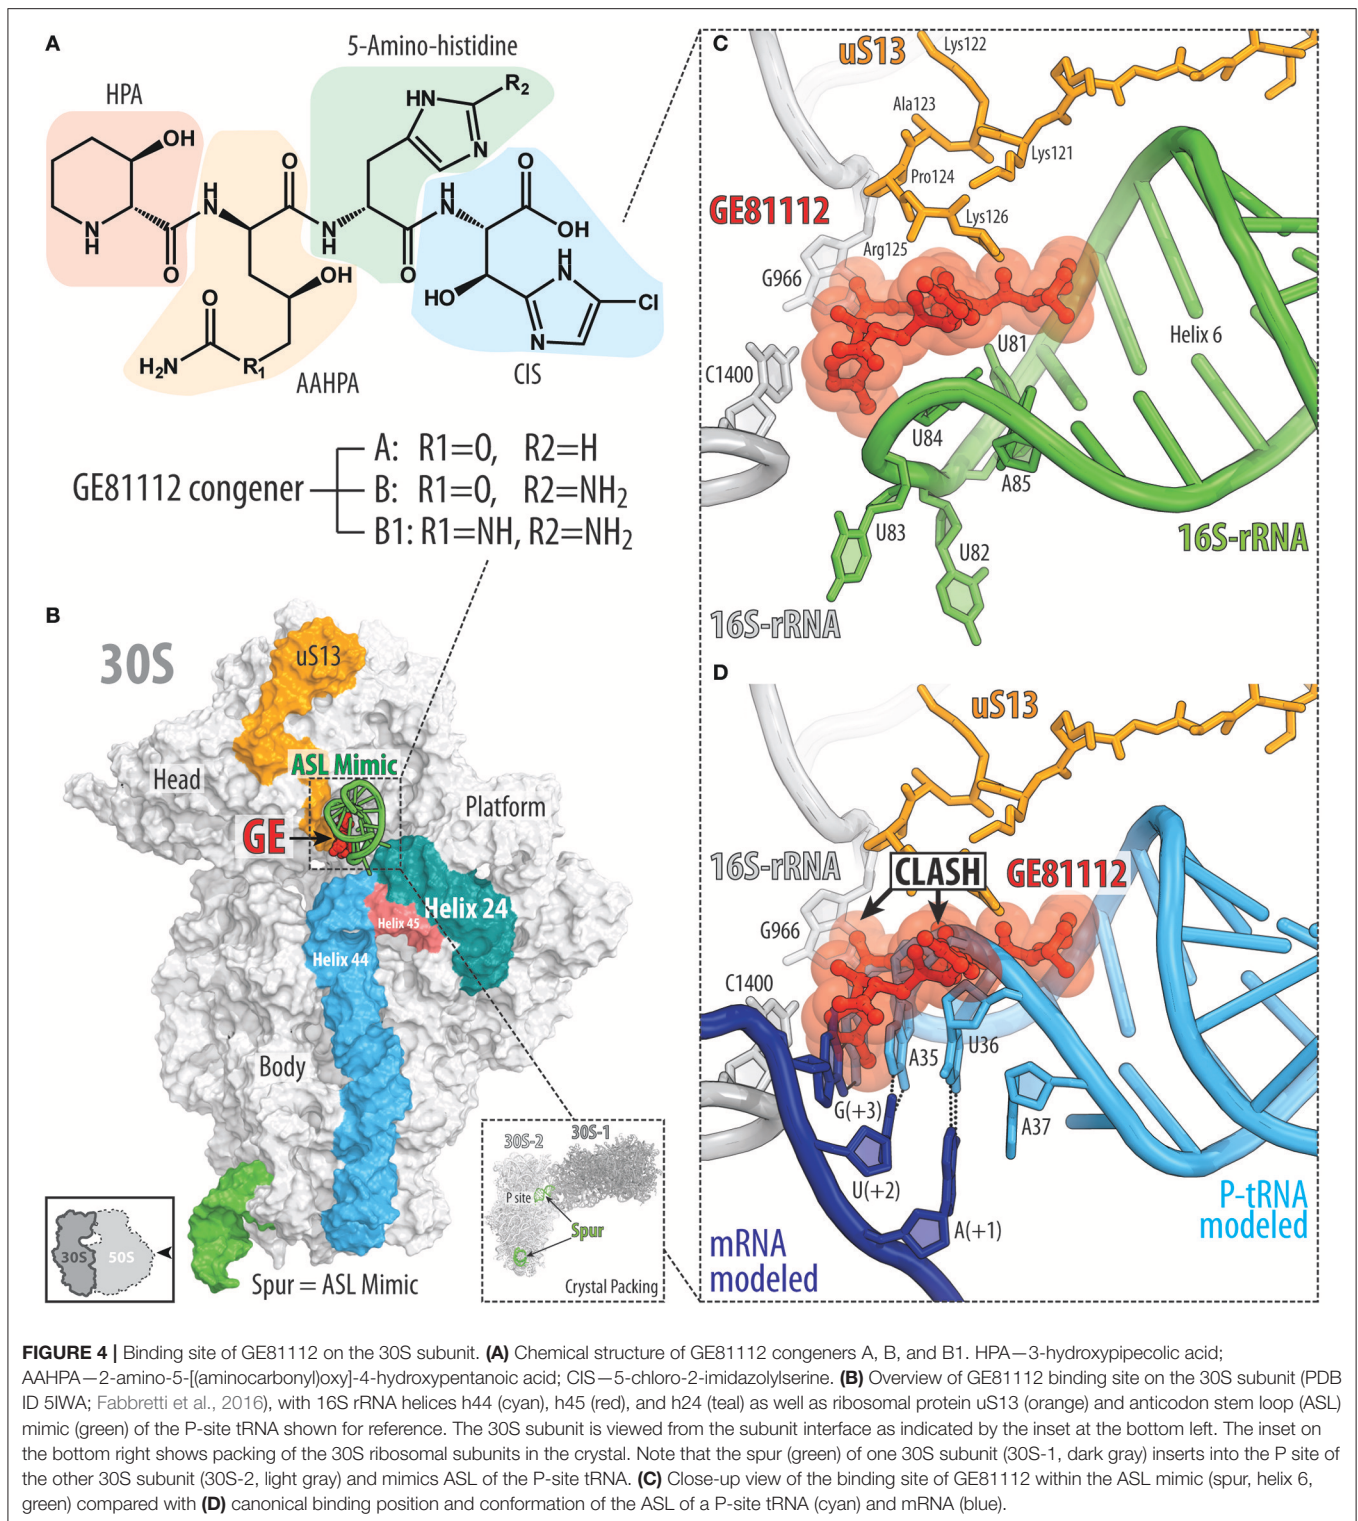 A
5-Amino-histidine
HPA
R2
HN
N
OH
O
O
H
N
H
N
OH
N
H
O
N
H
O
OH
O
HO
H
N
Cl
N
H2N
R1
AAHPA
CIS
GE81112 congener
A: R1=O, R2=H
B: R1=O, R2=NH2
B1: R1=NH, R2=NH2
B
30S
uS13
Head
ASL Mimic
Platform
GE
Helix 24
Helix 45
Helix 44
Body
30S
50S
Spur = ASL Mimic
30S-2
30S-1
P site
Spur
Crystal Packing
C
uS13
Lys122
Ala123
Lys121
Pro124
GE81112
Lys126
Arg125
G966
U81
Helix 6
C1400
U84
A85
U83
U82
16S-rRNA
16S-rRNA
D
uS13
16S-rRNA
CLASH
GE81112
G966
C1400
A35
U36
G(+3)
A37
U(+2)
A(+1)
P-tRNA
modeled
mRNA
modeled
FIGURE 4 | Binding site of GE81112 on the 30S subunit. (A) Chemical structure of GE81112 congeners A, B, and B1. HPA—3-hydroxypipecolic acid;
AAHPA—2-amino-5-[(aminocarbonyl)oxy]-4-hydroxypentanoic acid; CIS—5-chloro-2-imidazolylserine. (B) Overview of GE81112 binding site on the 30S subunit (PDB
ID 5IWA; Fabbretti et al., 2016), with 16S rRNA helices h44 (cyan), h45 (red), and h24 (teal) as well as ribosomal protein uS13 (orange) and anticodon stem loop (ASL)
mimic (green) of the P-site tRNA shown for reference. The 30S subunit is viewed from the subunit interface as indicated by the inset at the bottom left. The inset on
the bottom right shows packing of the 30S ribosomal subunits in the crystal. Note that the spur (green) of one 30S subunit (30S-1, dark gray) inserts into the P site of
the other 30S subunit (30S-2, light gray) and mimics ASL of the P-site tRNA. (C) Close-up view of the binding site of GE81112 within the ASL mimic (spur, helix 6,
green) compared with (D) canonical binding position and conformation of the ASL of a P-site tRNA (cyan) and mRNA (blue).